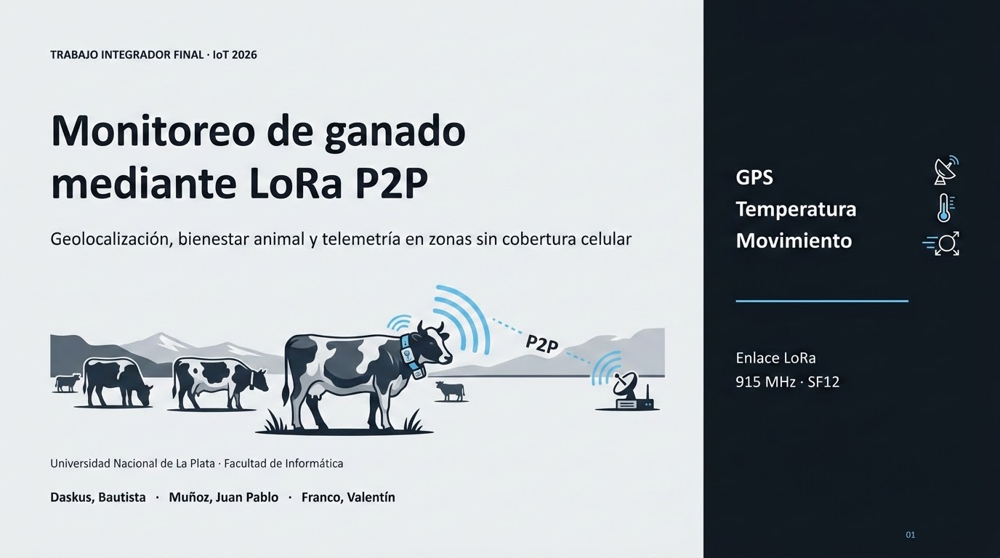 TRABAJO INTEGRADOR FINAL · IoT 2026
Monitoreo de ganado
mediante LoRa P2P
Geolocalización, bienestar animal y telemetría en zonas sin cobertura celular
P2P
Universidad Nacional de La Plata · Facultad de Informática
Daskus, Bautista · Muñoz, Juan Pablo · Franco, Valentín
GPS
Temperatura
Movimiento
Enlace LoRa
915 MHz · SF12
01